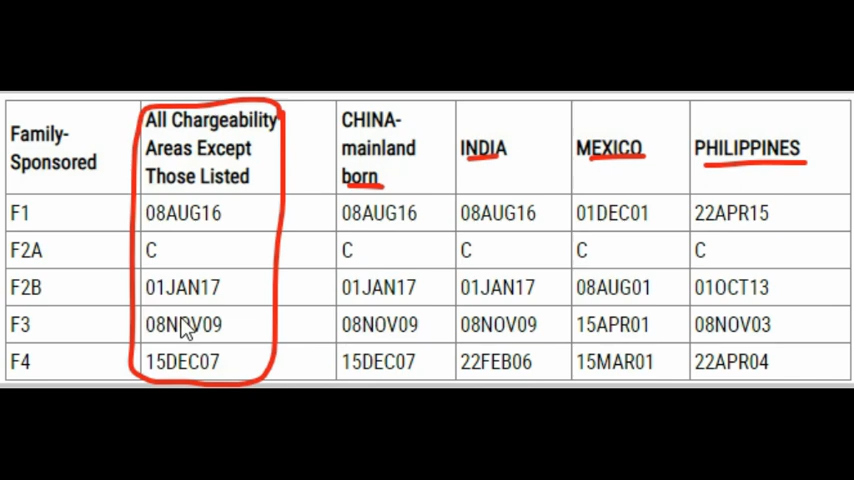 Family-Sponsored | All Chargeability Areas Except Those Listed | CHINA-mainland born | INDIA | MEXICO | PHILIPPINES
F1 | 08AUG16 | 08AUG16 | 08AUG16 | 01DEC01 | 22APR15
F2A | C | C | C | C | C
F2B | 01JAN17 | 01JAN17 | 01JAN17 | 08AUG01 | 01OCT13
F3 | 08NOV09 | 08NOV09 | 08NOV09 | 15APR01 | 08NOV03
F4 | 15DEC07 | 15DEC07 | 22FEB06 | 15MAR01 | 22APR04